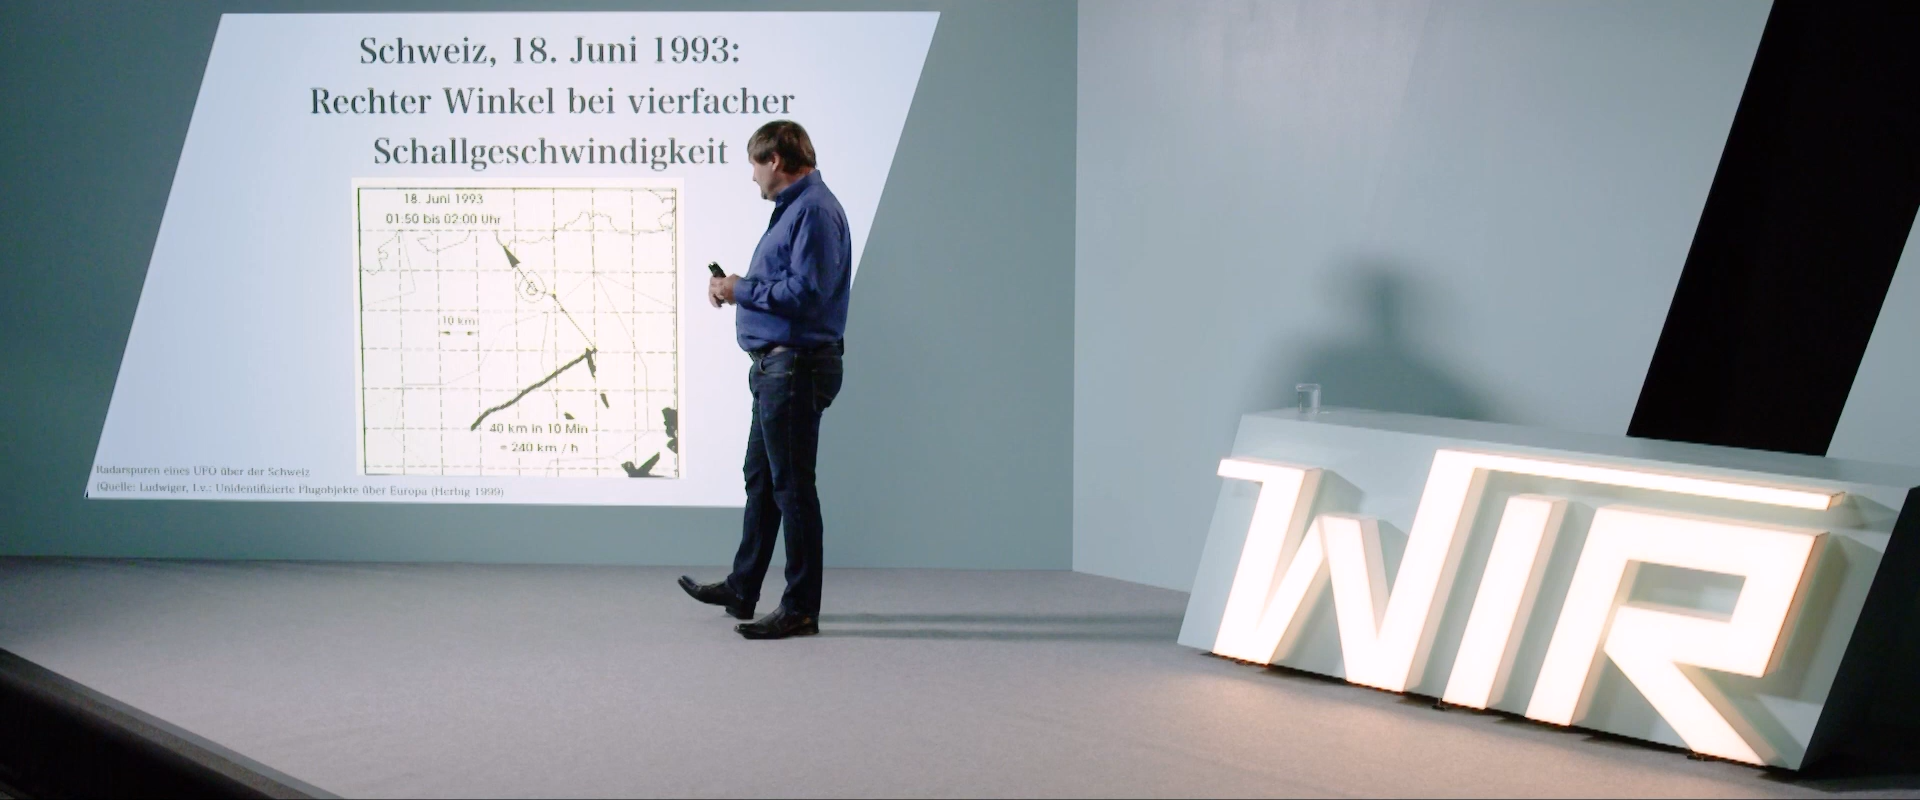 Schweiz, 18. Juni 1993:
Rechter Winkel bei vierfacher
Schallgeschwindigkeit
18. Juni 1993
01:50 bis 02:00 Uhr
10 km
40 km in 10 Min
= 240 km / h
Radarspuren eines UFO über der Schweiz
(Quelle: Ludwiger, I.v.: Unidentifizierte Flugobjekte über Europa (Herbig 1999)
WIR